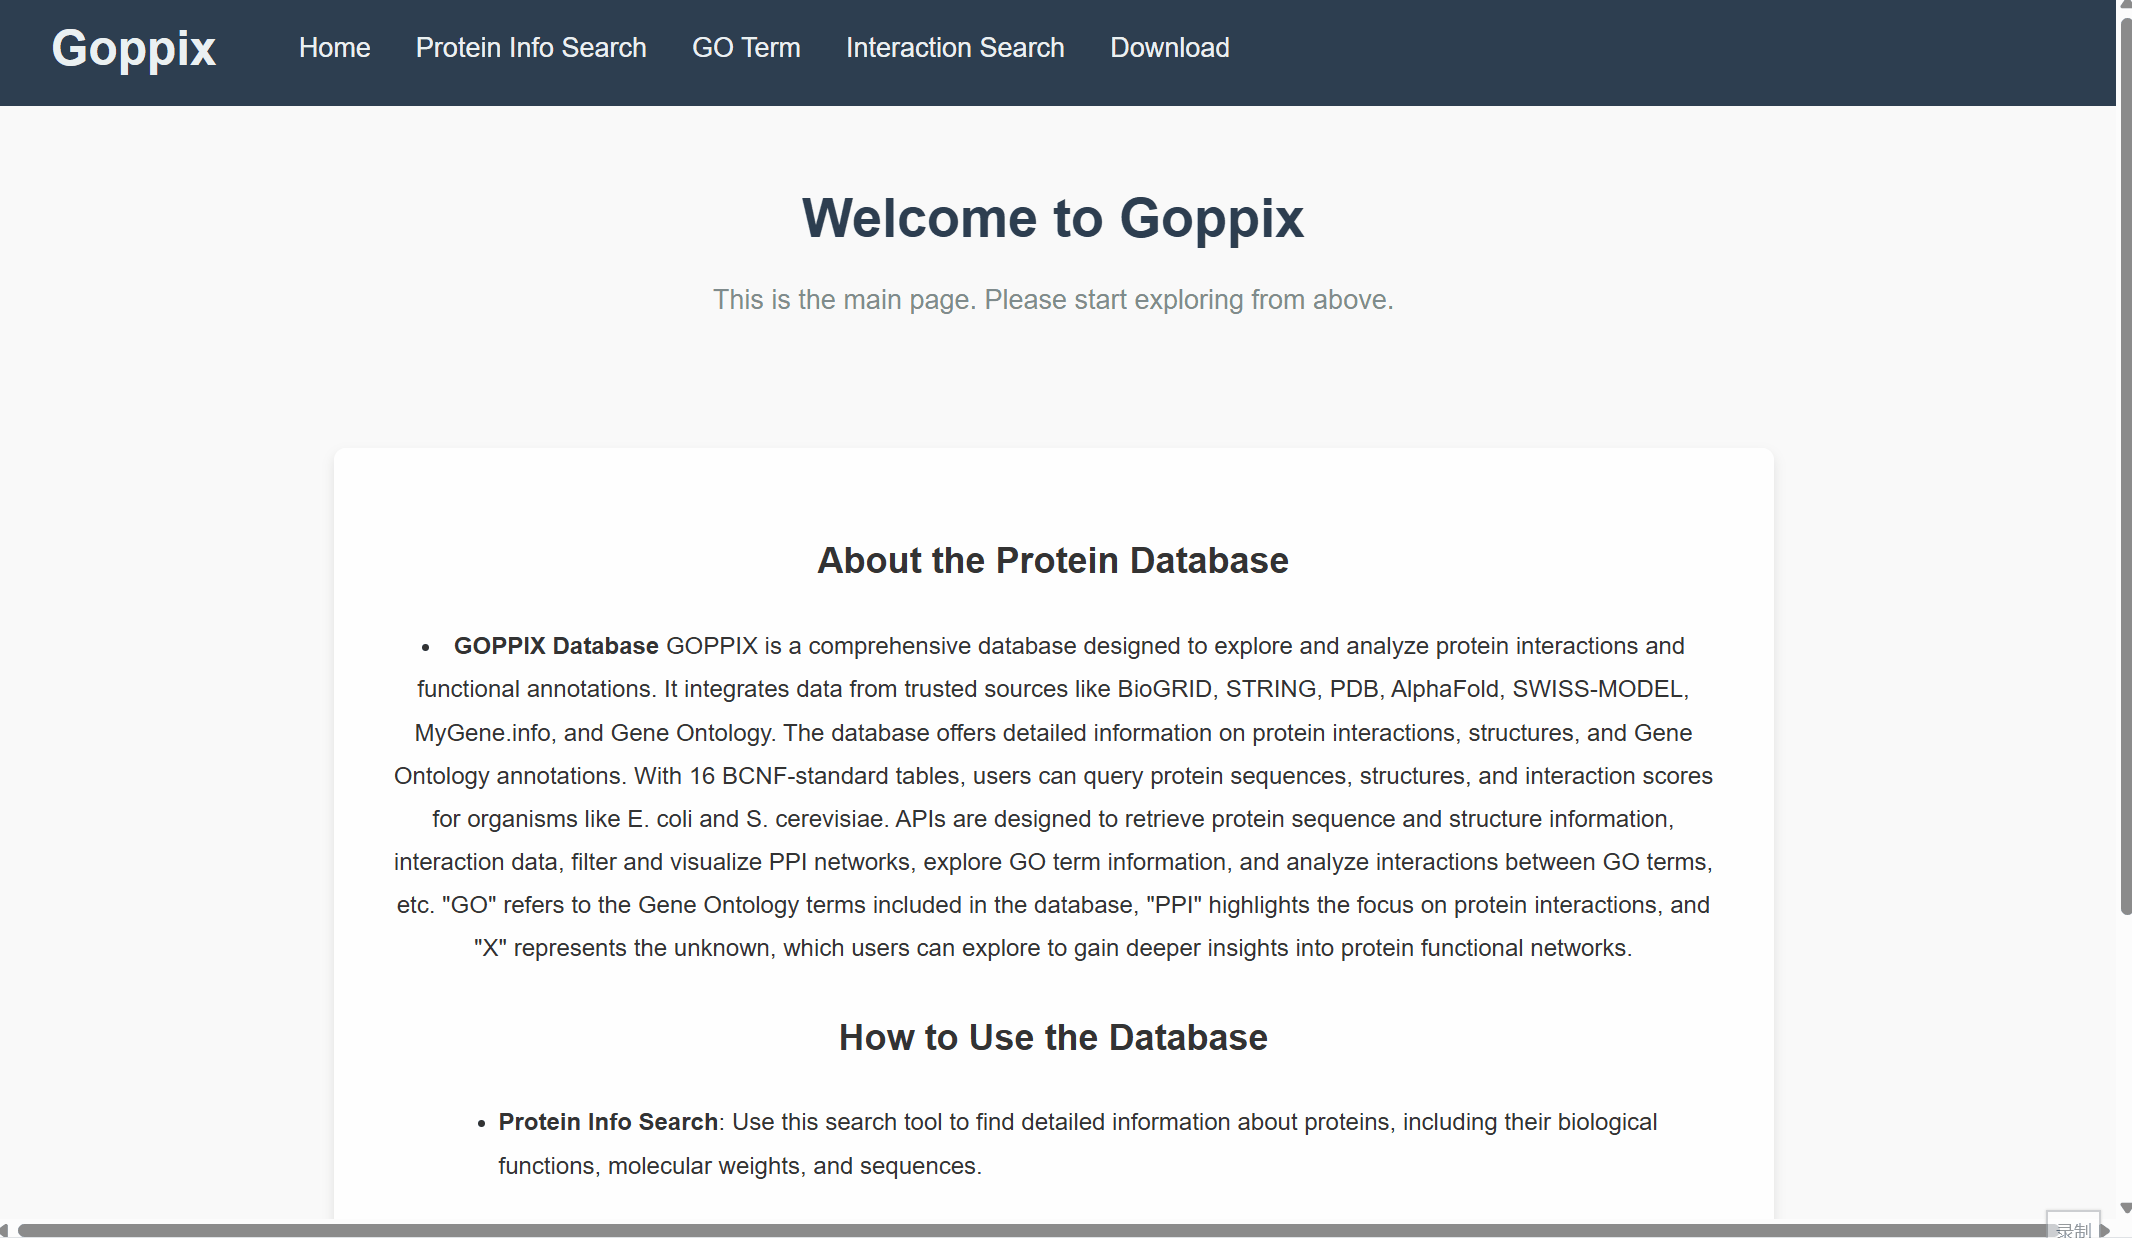 Goppix
Home
Protein Info Search
GO Term
Interaction Search
Download
Welcome to Goppix
This is the main page. Please start exploring from above.
About the Protein Database
• GOPPIX Database GOPPIX is a comprehensive database designed to explore and analyze protein interactions and
functional annotations. It integrates data from trusted sources like BioGRID, STRING, PDB, AlphaFold, SWISS-MODEL,
MyGene.info, and Gene Ontology. The database offers detailed information on protein interactions, structures, and Gene
Ontology annotations. With 16 BCNF-standard tables, users can query protein sequences, structures, and interaction scores
for organisms like E. coli and S. cerevisiae. APIs are designed to retrieve protein sequence and structure information,
interaction data, filter and visualize PPI networks, explore GO term information, and analyze interactions between GO terms,
etc. "GO" refers to the Gene Ontology terms included in the database, "PPI" highlights the focus on protein interactions, and
"X" represents the unknown, which users can explore to gain deeper insights into protein functional networks.
How to Use the Database
• Protein Info Search: Use this search tool to find detailed information about proteins, including their biological
functions, molecular weights, and sequences.
录制